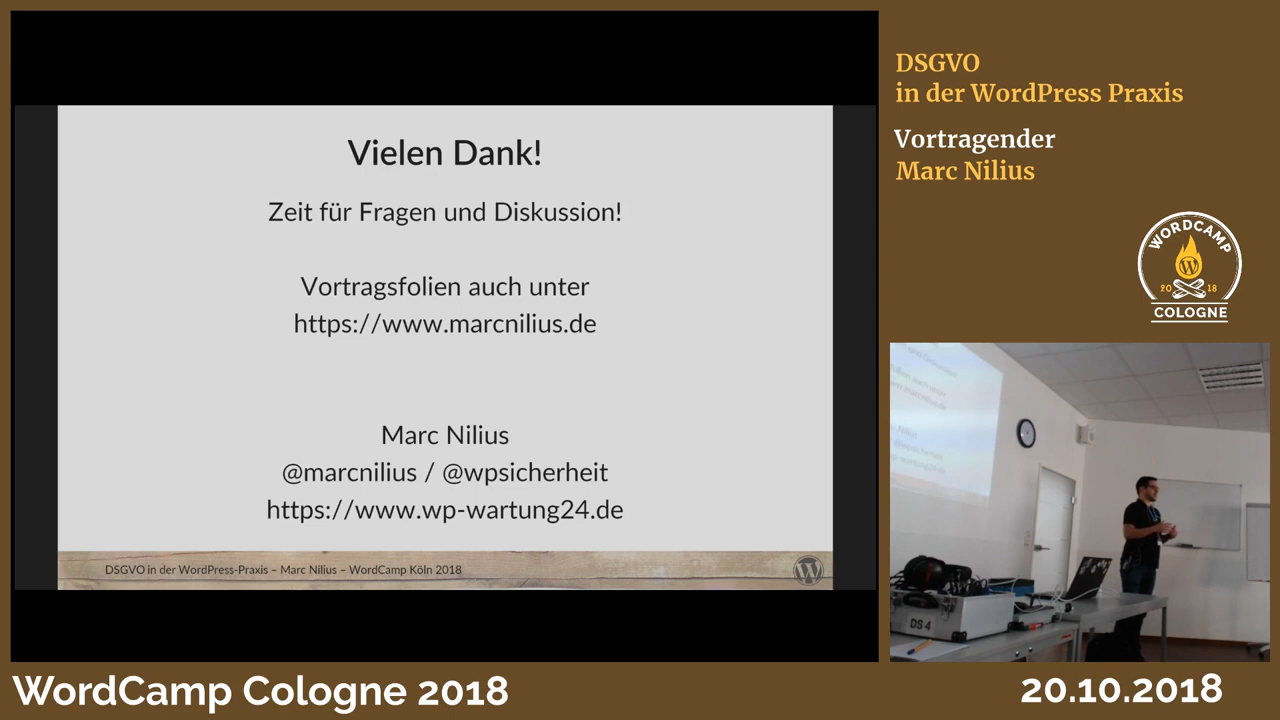 Vielen Dank!
Zeit für Fragen und Diskussion!
Vortragsfolien auch unter
https://www.marcnilius.de
Marc Nilius
@marcnilius / @wpsicherheit
https://www.wp-wartung24.de
DSGVO in der WordPress-Praxis – Marc Nilius – WordCamp Köln 2018
DSGVO
in der WordPress Praxis
Vortragender
Marc Nilius
WORDCAMP
20 18
COLOGNE
DS 4
WordCamp Cologne 2018
20.10.2018